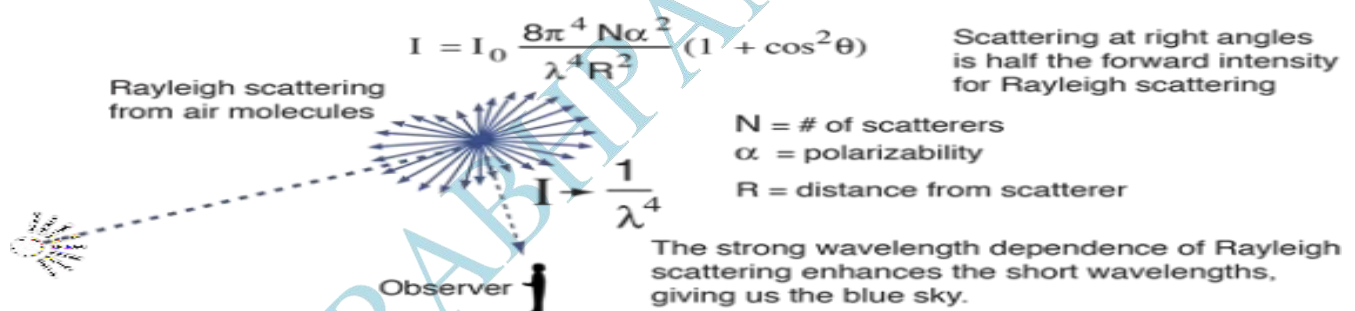 I = I₀ 8π⁴ Nα² / λ⁴R² (1 + cos²θ)
Scattering at right angles
is half the forward intensity
for Rayleigh scattering
Rayleigh scattering
from air molecules
N = # of scatterers
α = polarizability
R = distance from scatterer
I → 1 / λ⁴
The strong wavelength dependence of Rayleigh
scattering enhances the short wavelengths,
giving us the blue sky.
Observer